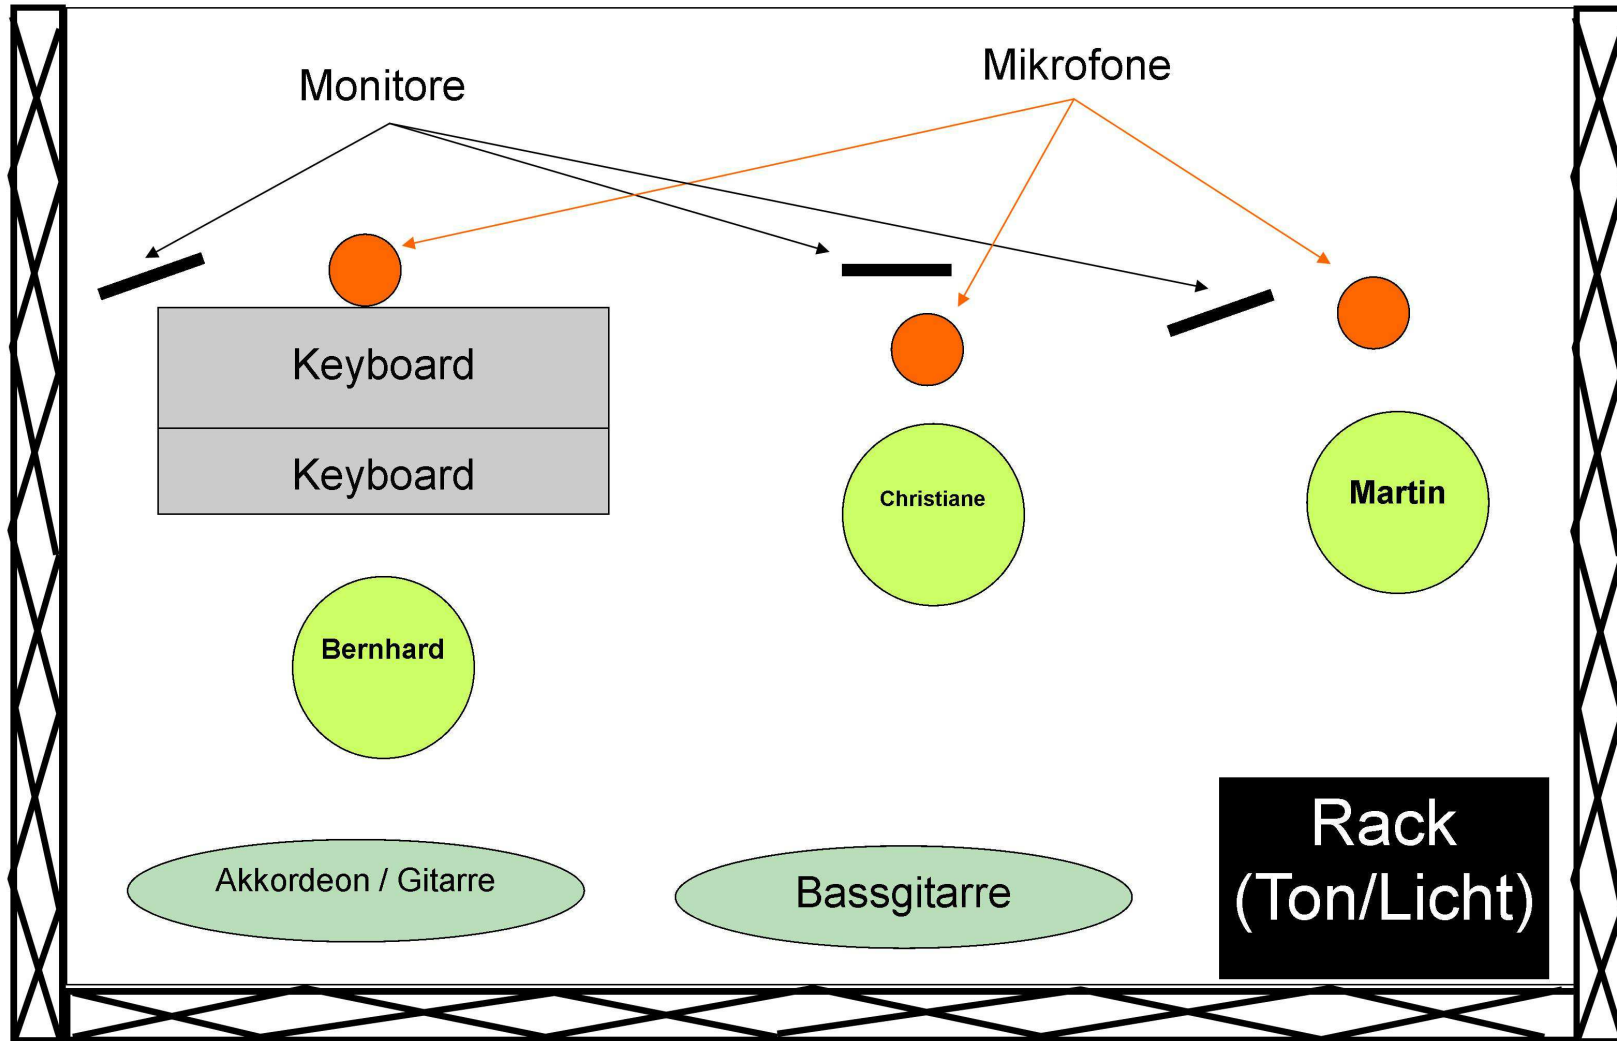 Monitore
Mikrofone
Keyboard
Keyboard
Christiane
Martin
Bernhard
Akkordeon / Gitarre
Bassgitarre
Rack
(Ton/Licht)